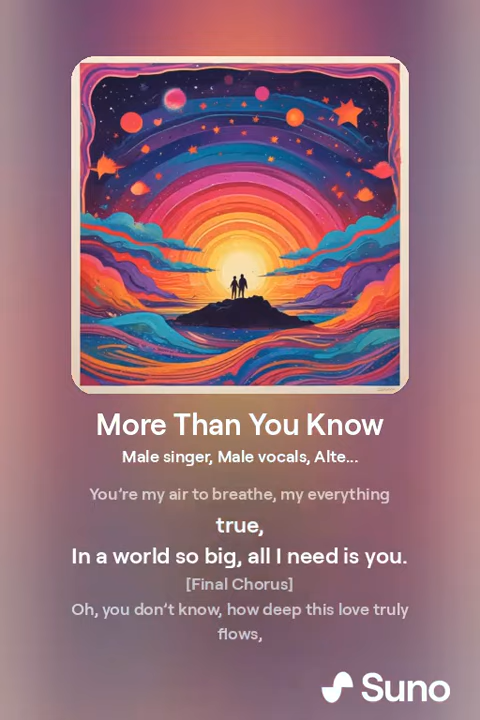 More Than You Know
Male singer, Male vocals, Alte...
You're my air to breathe, my everything
true,
In a world so big, all I need is you.
[Final Chorus]
Oh, you don't know, how deep this love truly
flows,
Suno